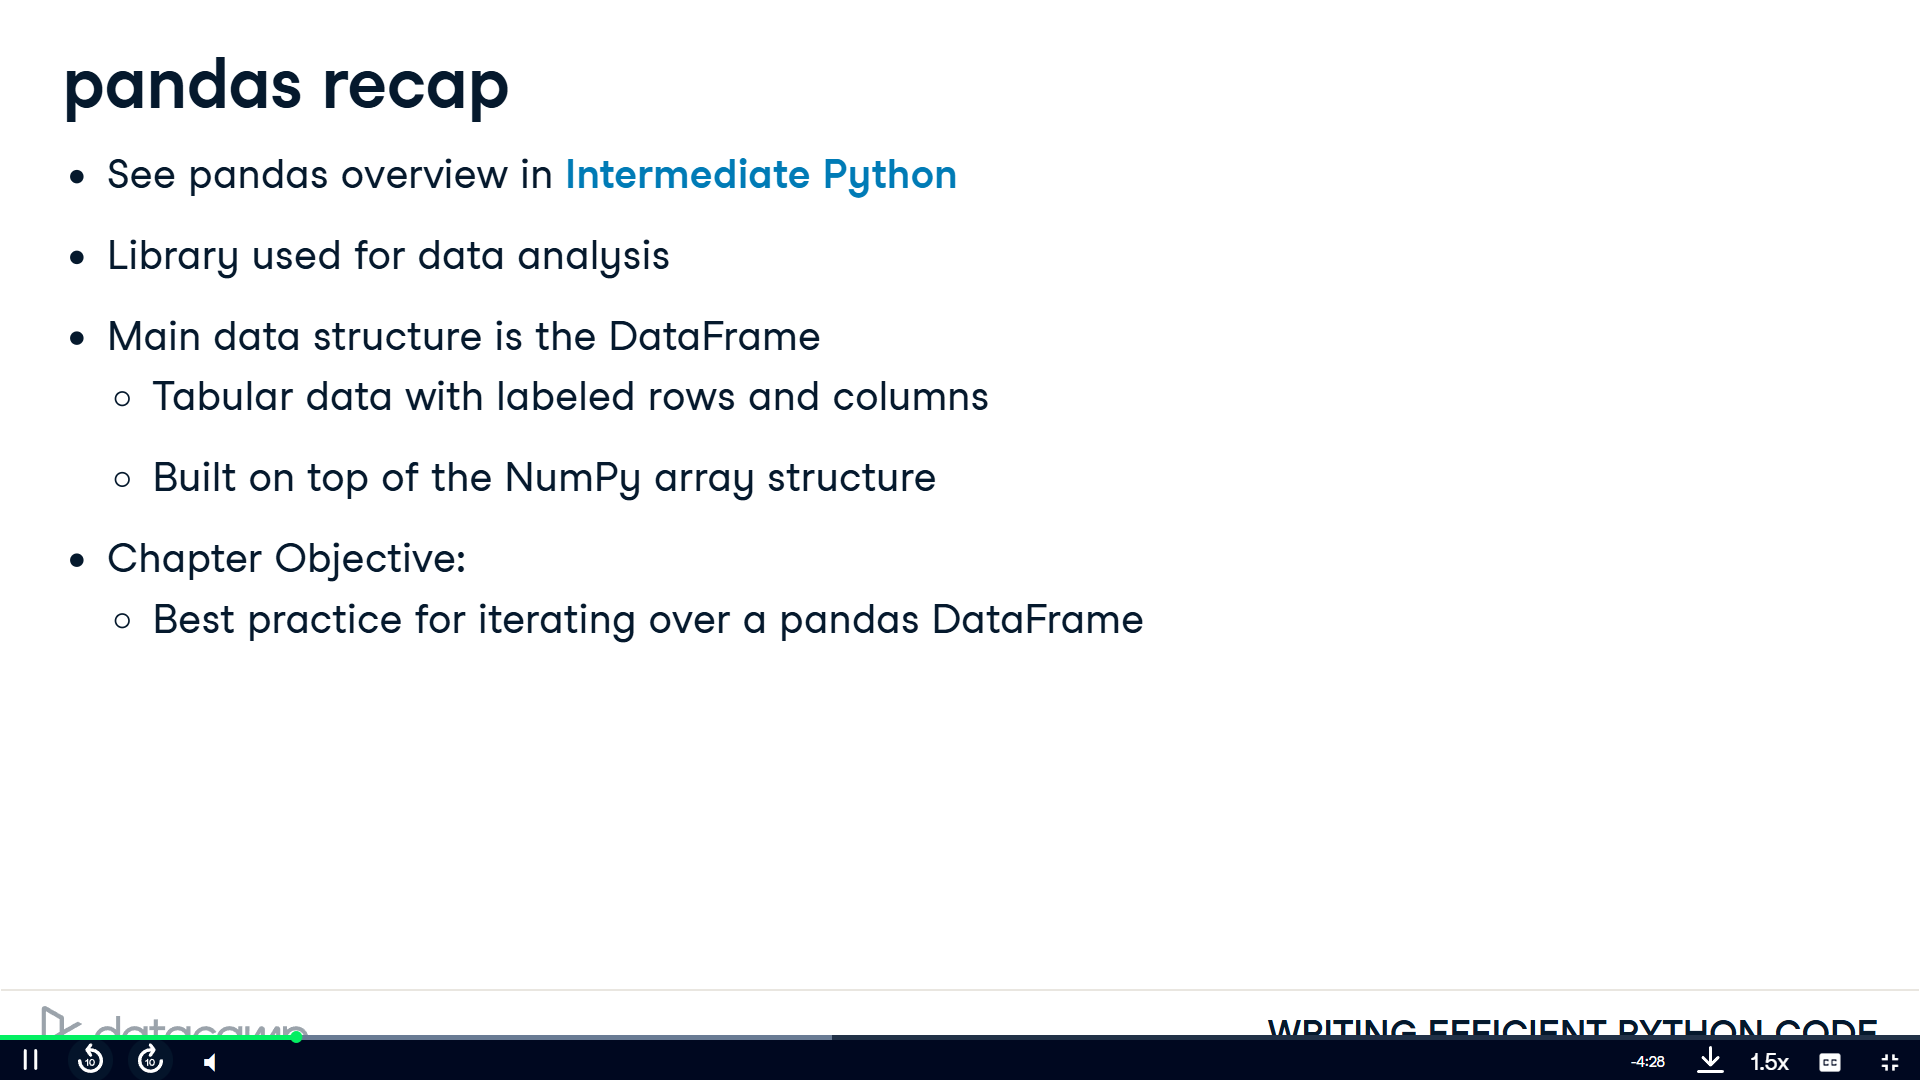 pandas recap
See pandas overview in Intermediate Python
Library used for data analysis
Main data structure is the DataFrame
Tabular data with labeled rows and columns
Built on top of the NumPy array structure
Chapter Objective:
Best practice for iterating over a pandas DataFrame
datacamp
WRITING EFFICIENT PYTHON CODE
10
10
-4:28
1.5x
CC